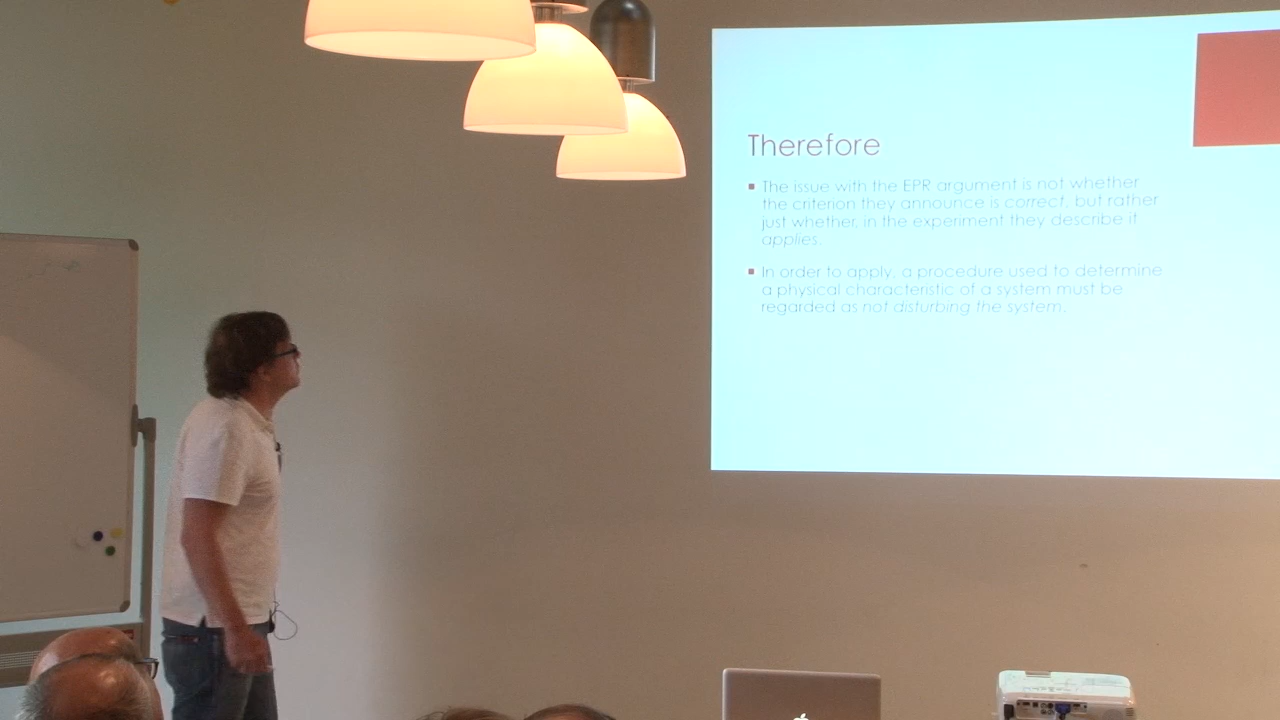 Therefore
The issue with the EPR argument is not whether
the criterion they announce is correct, but rather
just whether, in the experiment they describe it
applies.
In order to apply, a procedure used to determine
a physical characteristic of a system must be
regarded as not disturbing the system.